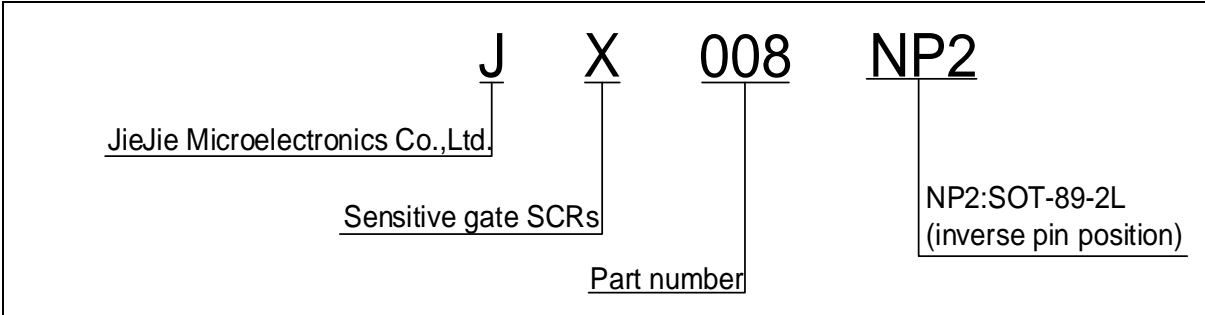 J X 008 NP2
JieJie Microelectronics Co.,Ltd.
Sensitive gate SCRs
NP2:SOT-89-2L
(inverse pin position)
Part number